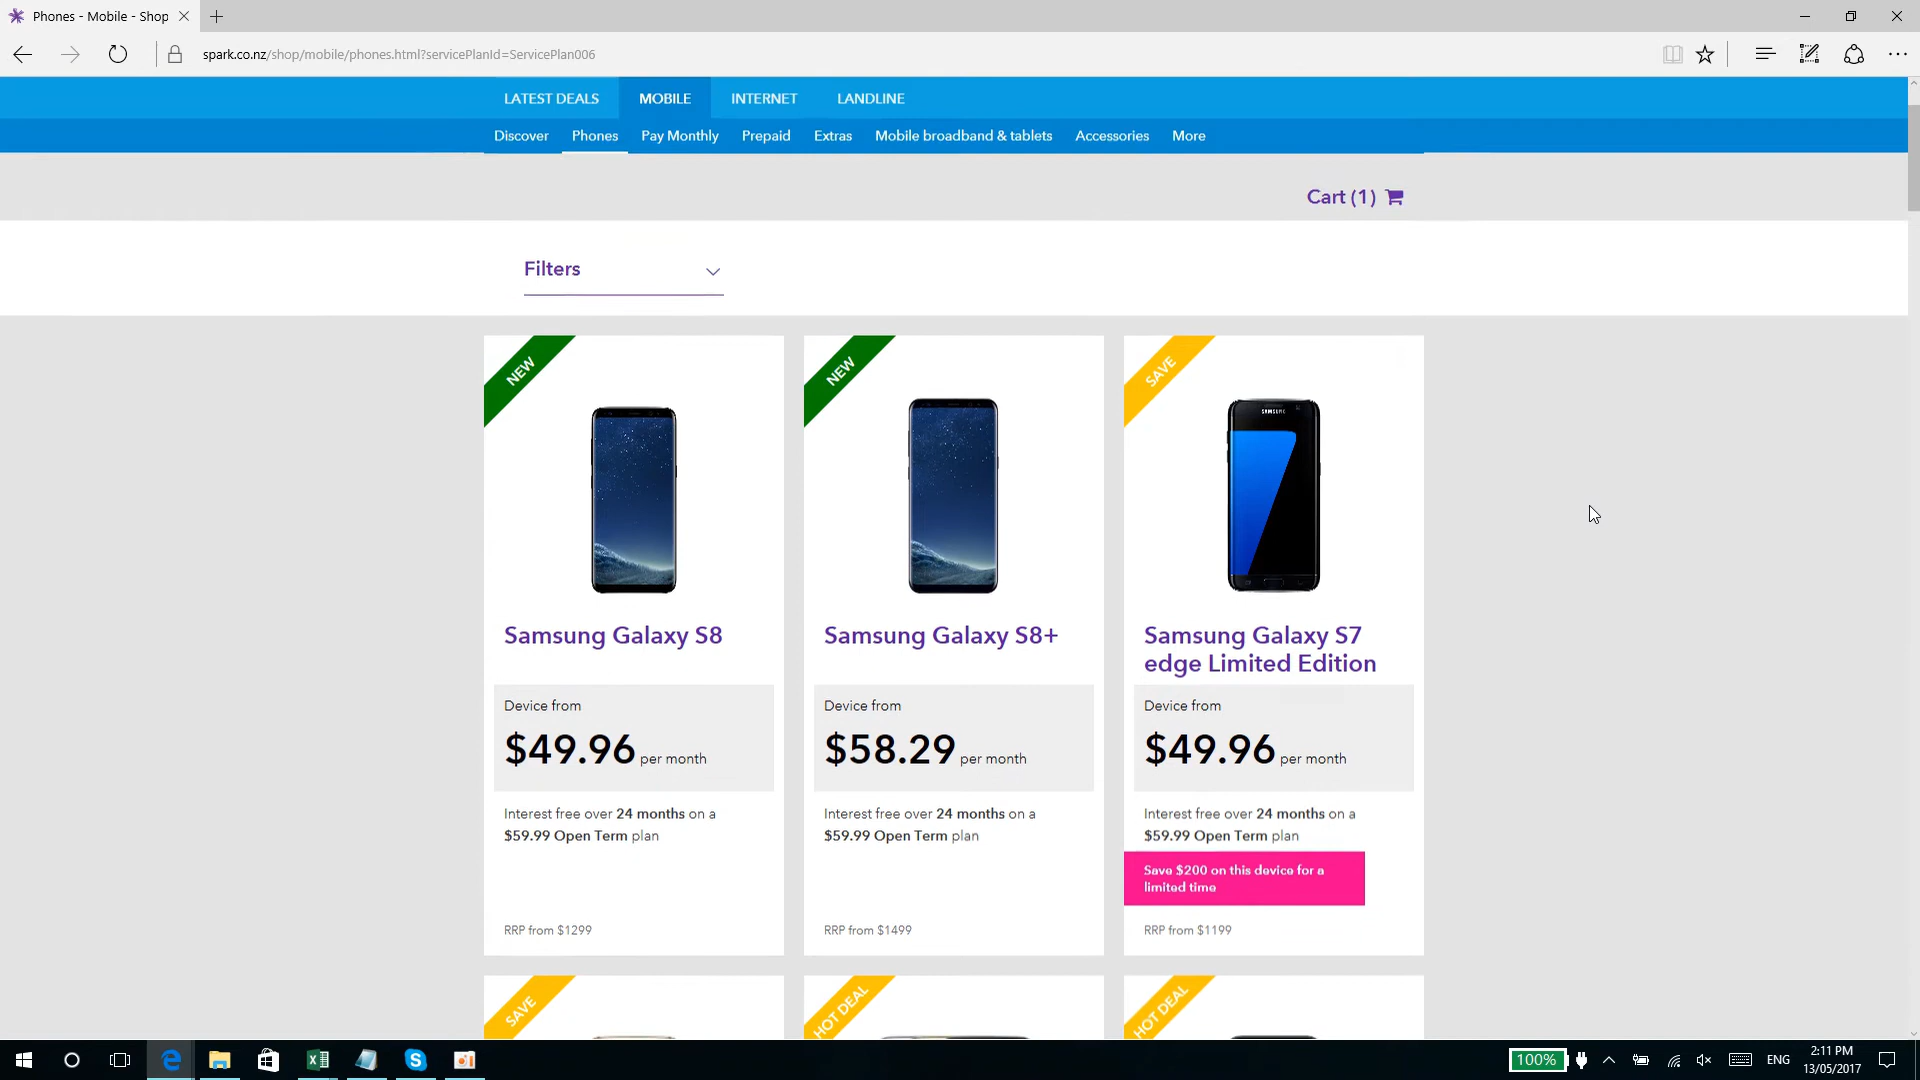 Phones - Mobile - Shop
spark.co.nz/shop/mobile/phones.html?servicePlanId=ServicePlan006
LATEST DEALS MOBILE INTERNET LANDLINE
Discover Phones Pay Monthly Prepaid Extras Mobile broadband & tablets Accessories More
Cart (1)
Filters
NEW
NEW
SAVE
SAMSUNG
Samsung Galaxy S8
Device from
$49.96 per month
Interest free over 24 months on a
$59.99 Open Term plan
RRP from $1299
Samsung Galaxy S8+
Device from
$58.29 per month
Interest free over 24 months on a
$59.99 Open Term plan
RRP from $1499
Samsung Galaxy S7
edge Limited Edition
Device from
$49.96 per month
Interest free over 24 months on a
$59.99 Open Term plan
Save $200 on this device for a
limited time
RRP from $1199
SAVE
HOT DEAL
HOT DEAL
100%
ENG
2:11 PM
13/05/2017